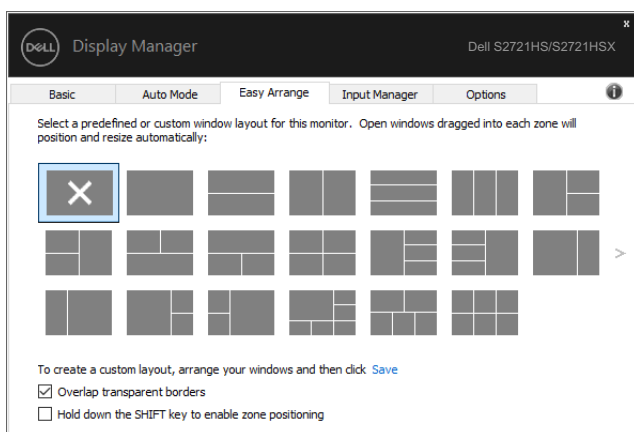 x
DELL Display Manager Dell S2721HS/S2721HSX
Basic Auto Mode Easy Arrange Input Manager Options i
Select a predefined or custom window layout for this monitor. Open windows dragged into each zone will
position and resize automatically:
>
To create a custom layout, arrange your windows and then click Save
Overlap transparent borders
Hold down the SHIFT key to enable zone positioning